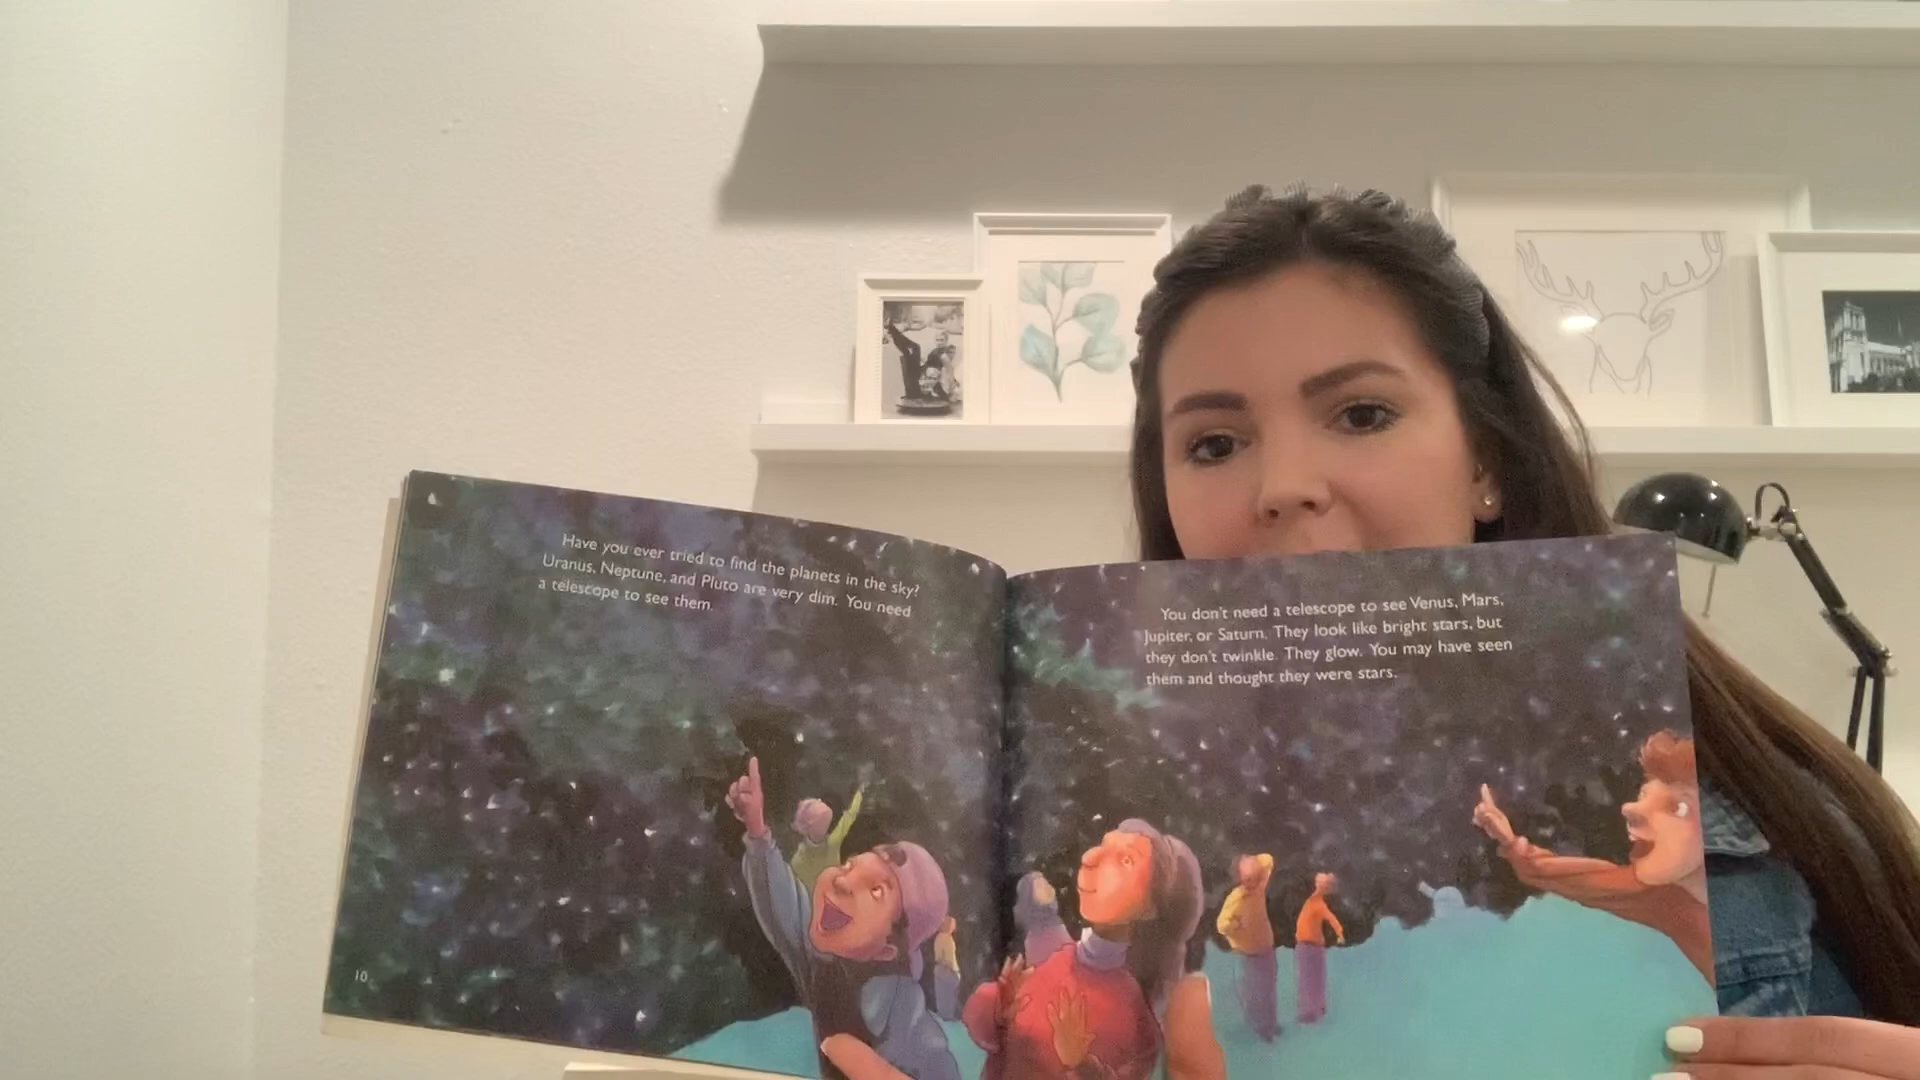 Have you ever tried to find the planets in the sky?
Uranus, Neptune, and Pluto are very dim. You need
a telescope to see them.
You don't need a telescope to see Venus, Mars,
Jupiter, or Saturn. They look like bright stars, but
they don't twinkle. They glow. You may have seen
them and thought they were stars.
10